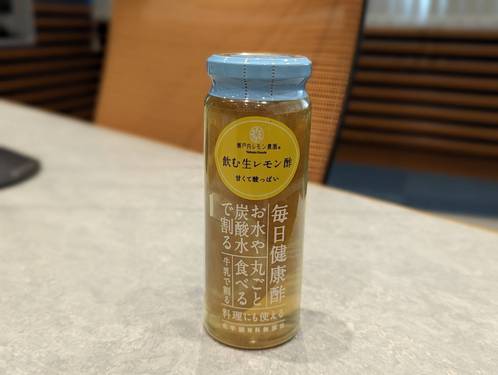 瀬戸内レモン農園
飲む生レモン酢
甘くて酸っぱい
毎日健康酢
お水や
炭酸水
で割る
丸ごと
食べる
牛乳で割る
料理にも使える